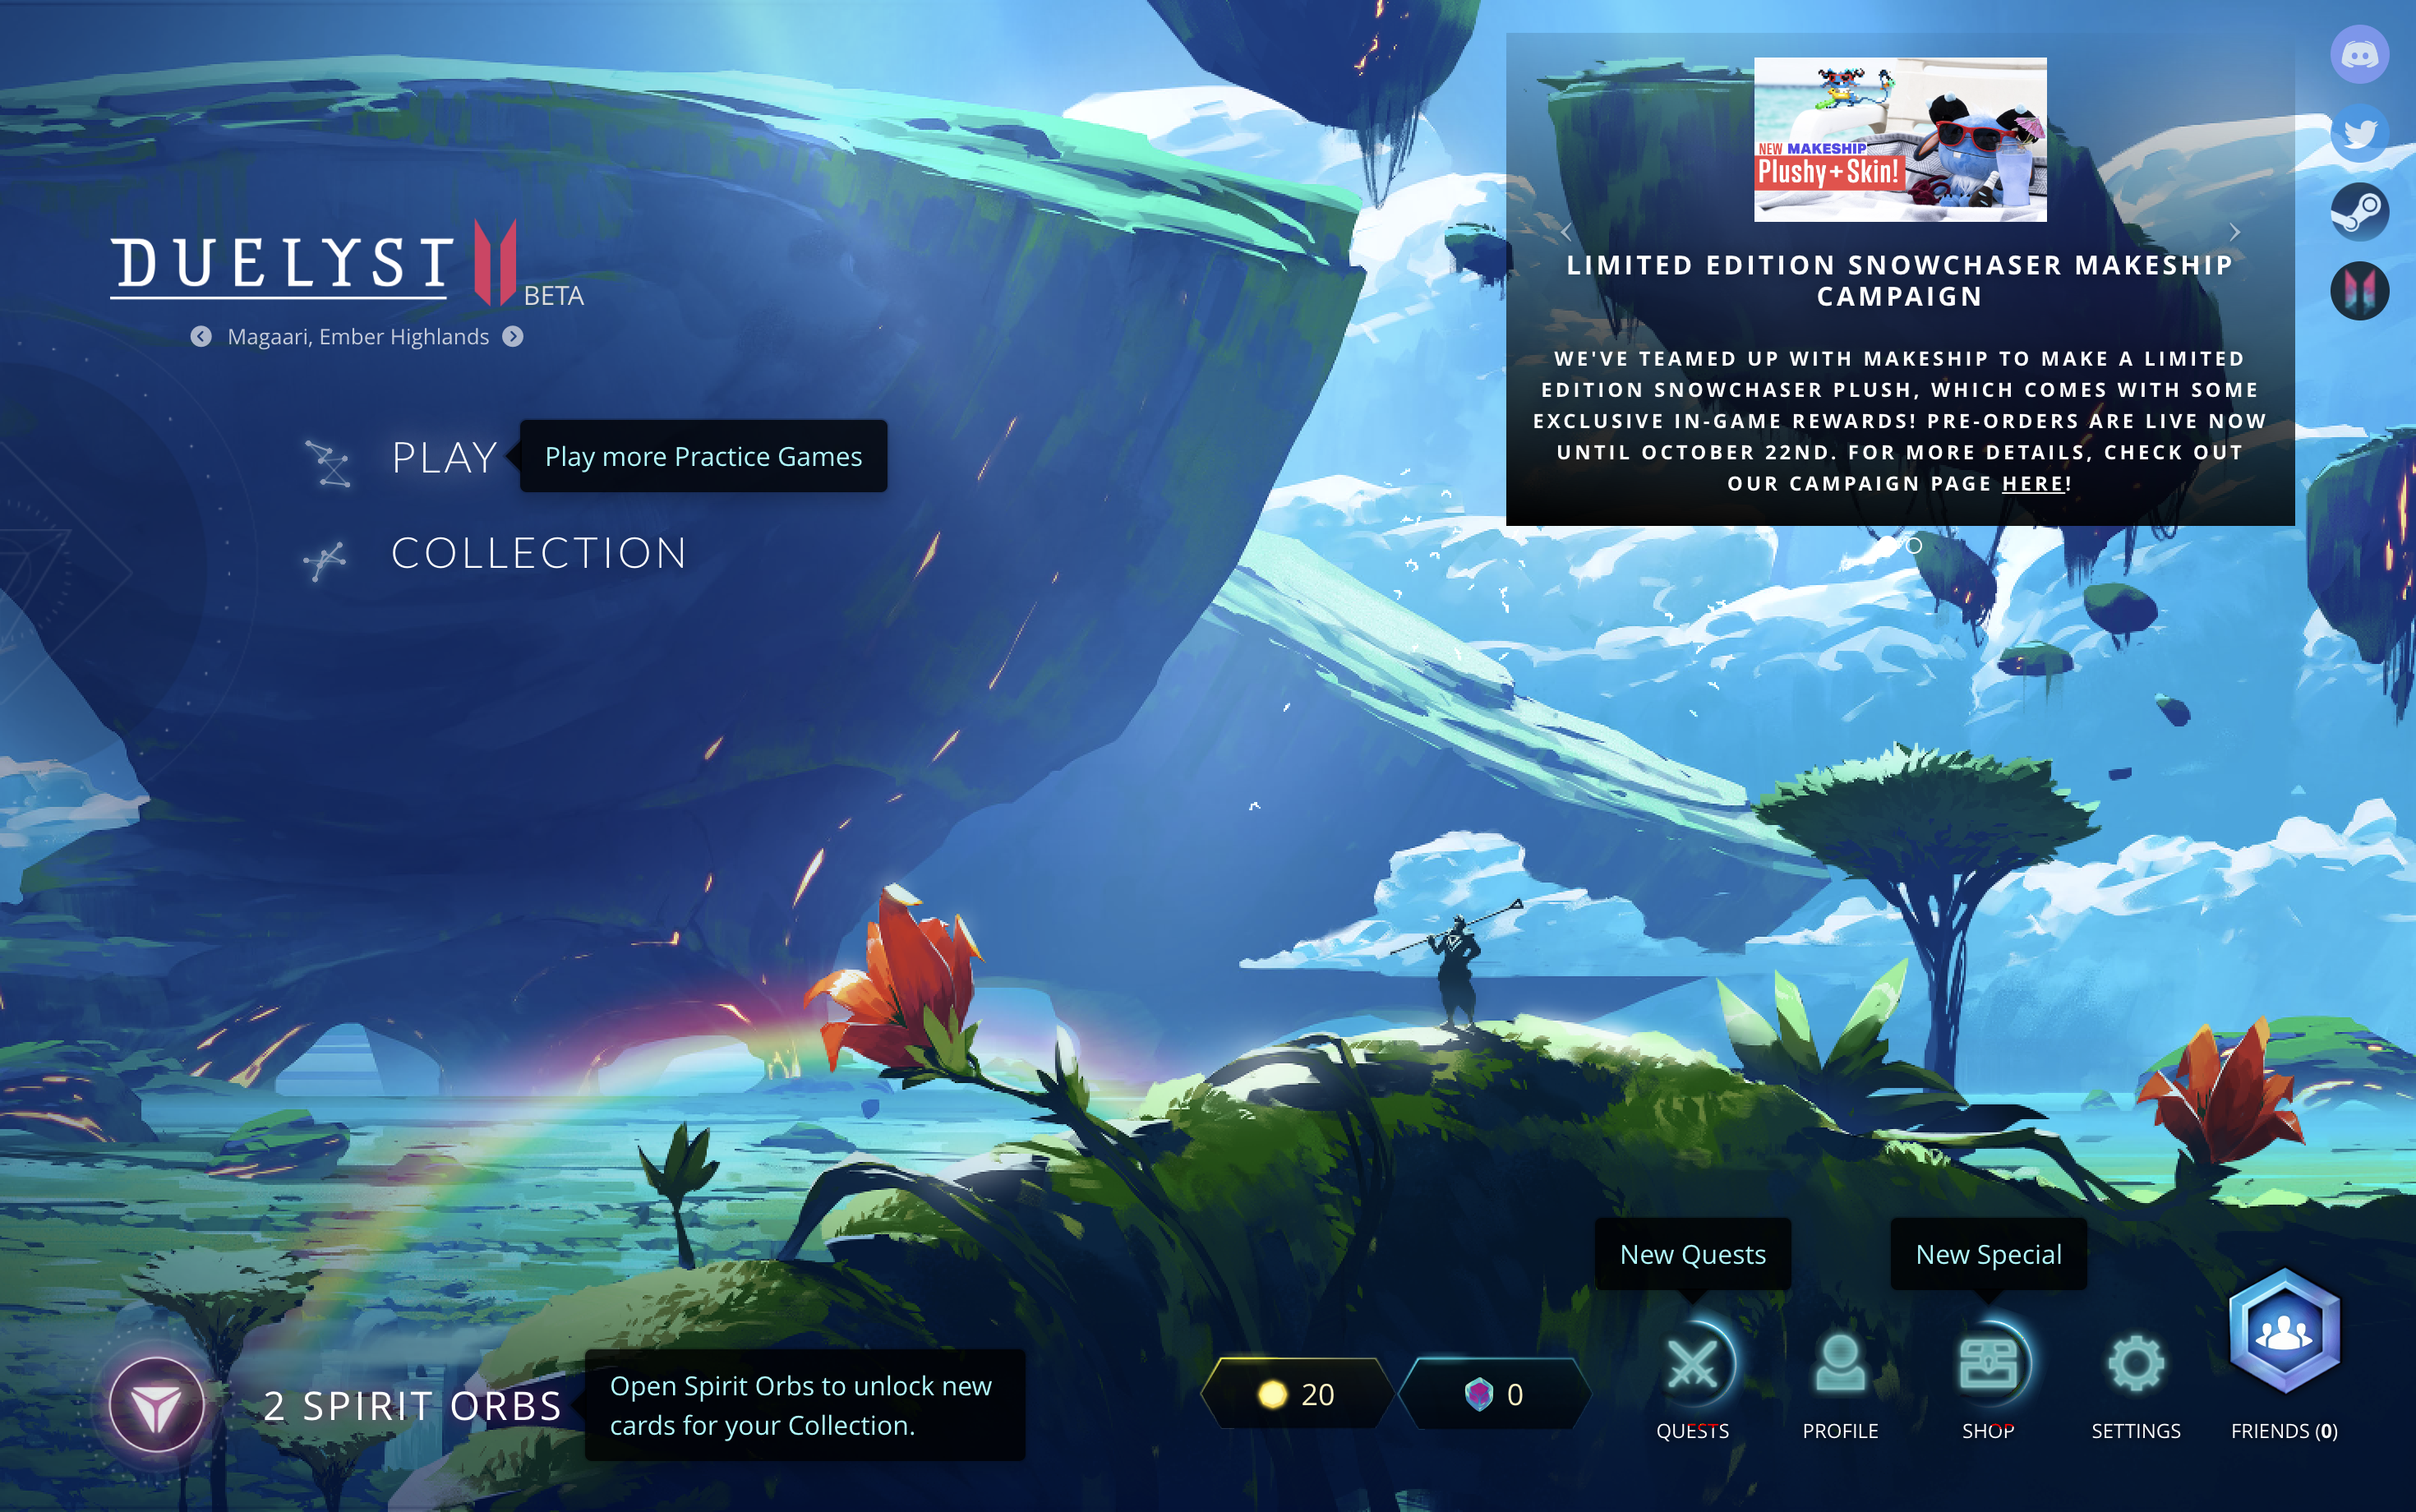 DUELYST II
BETA
Magaari, Ember Highlands
PLAY
Play more Practice Games
COLLECTION
NEW MAKESHIP
Plushy + Skin!
LIMITED EDITION SNOWCHASER MAKESHIP
CAMPAIGN
WE'VE TEAMED UP WITH MAKESHIP TO MAKE A LIMITED
EDITION SNOWCHASER PLUSH, WHICH COMES WITH SOME
EXCLUSIVE IN-GAME REWARDS! PRE-ORDERS ARE LIVE NOW
UNTIL OCTOBER 22ND. FOR MORE DETAILS, CHECK OUT
OUR CAMPAIGN PAGE HERE!
2 SPIRIT ORBS
Open Spirit Orbs to unlock new
cards for your Collection.
20
0
New Quests
New Special
QUESTS
PROFILE
SHOP
SETTINGS
FRIENDS (0)